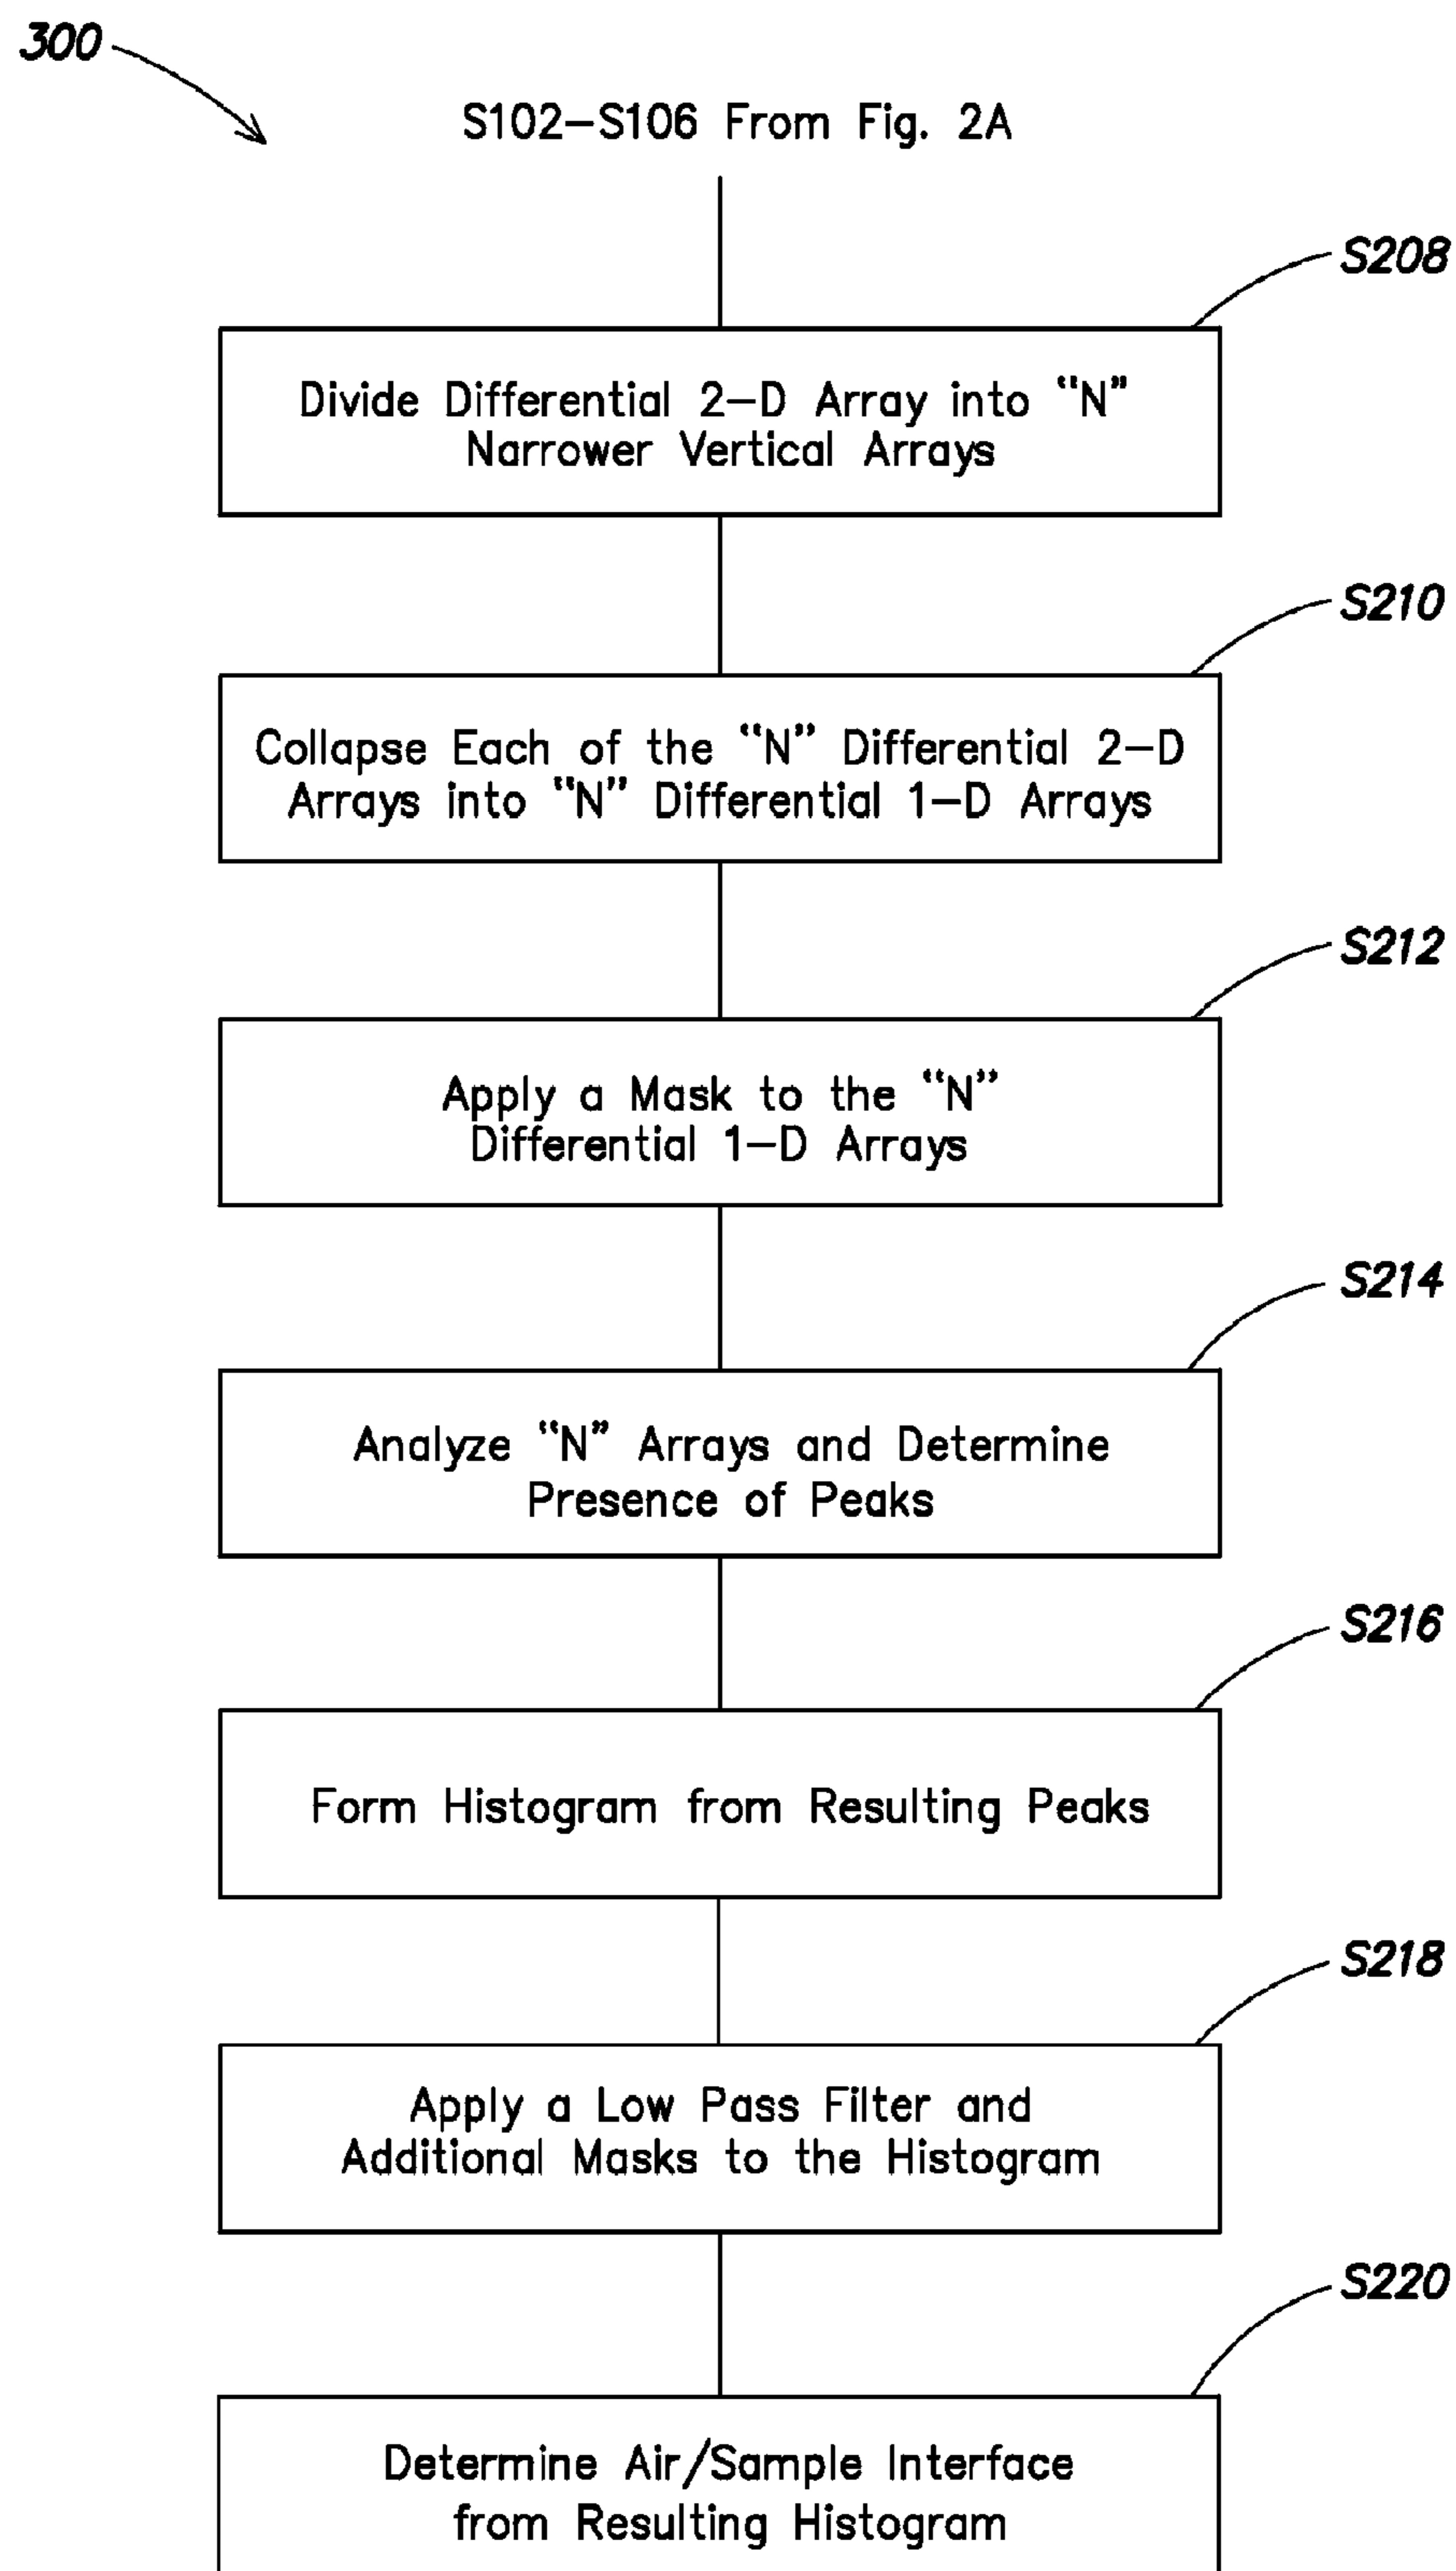 300
S102–S106 From Fig. 2A
S208
Divide Differential 2–D Array into “N”
Narrower Vertical Arrays
S210
Collapse Each of the “N” Differential 2–D
Arrays into “N” Differential 1–D Arrays
S212
Apply a Mask to the “N”
Differential 1–D Arrays
S214
Analyze “N” Arrays and Determine
Presence of Peaks
S216
Form Histogram from Resulting Peaks
S218
Apply a Low Pass Filter and
Additional Masks to the Histogram
S220
Determine Air/Sample Interface
from Resulting Histogram